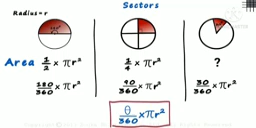 Sectors
Radius = r
?
Area 1/2 × πr² 1/4 × πr² ?
180/360 × πr² 90/360 × πr² 30/360 × πr²
θ/360 × πr²